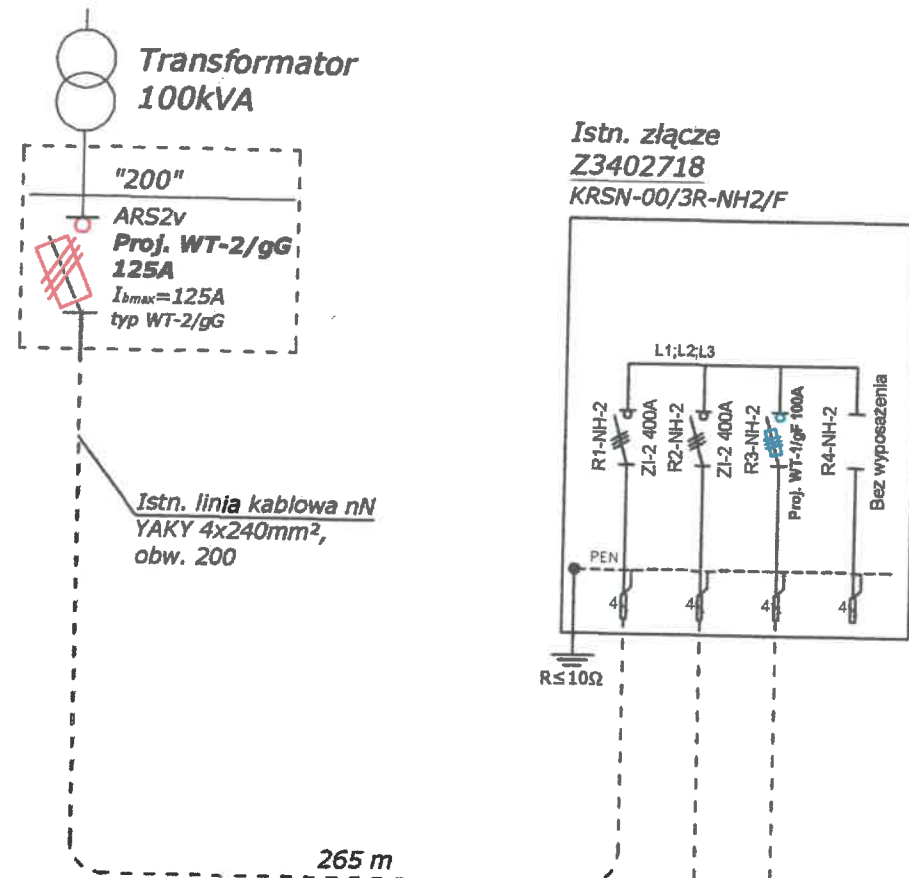 Transformator
100kVA
"200"
ARS2v
Proj. WT-2/gG
125A
Ibmax=125A
typ WT-2/gG
Istn. linia kablowa nN
YAKY 4x240mm²,
obw. 200
265 m
Istn. złącze
Z3402718
KRSN-00/3R-NH2/F
L1;L2;L3
R1-NH-2
ZI-2 400A
R2-NH-2
ZI-2 400A
R3-NH-2
Proj. WT-1/gF 100A
R4-NH-2
Bez wyposażenia
PEN
4
4
4
4
R≤10Ω